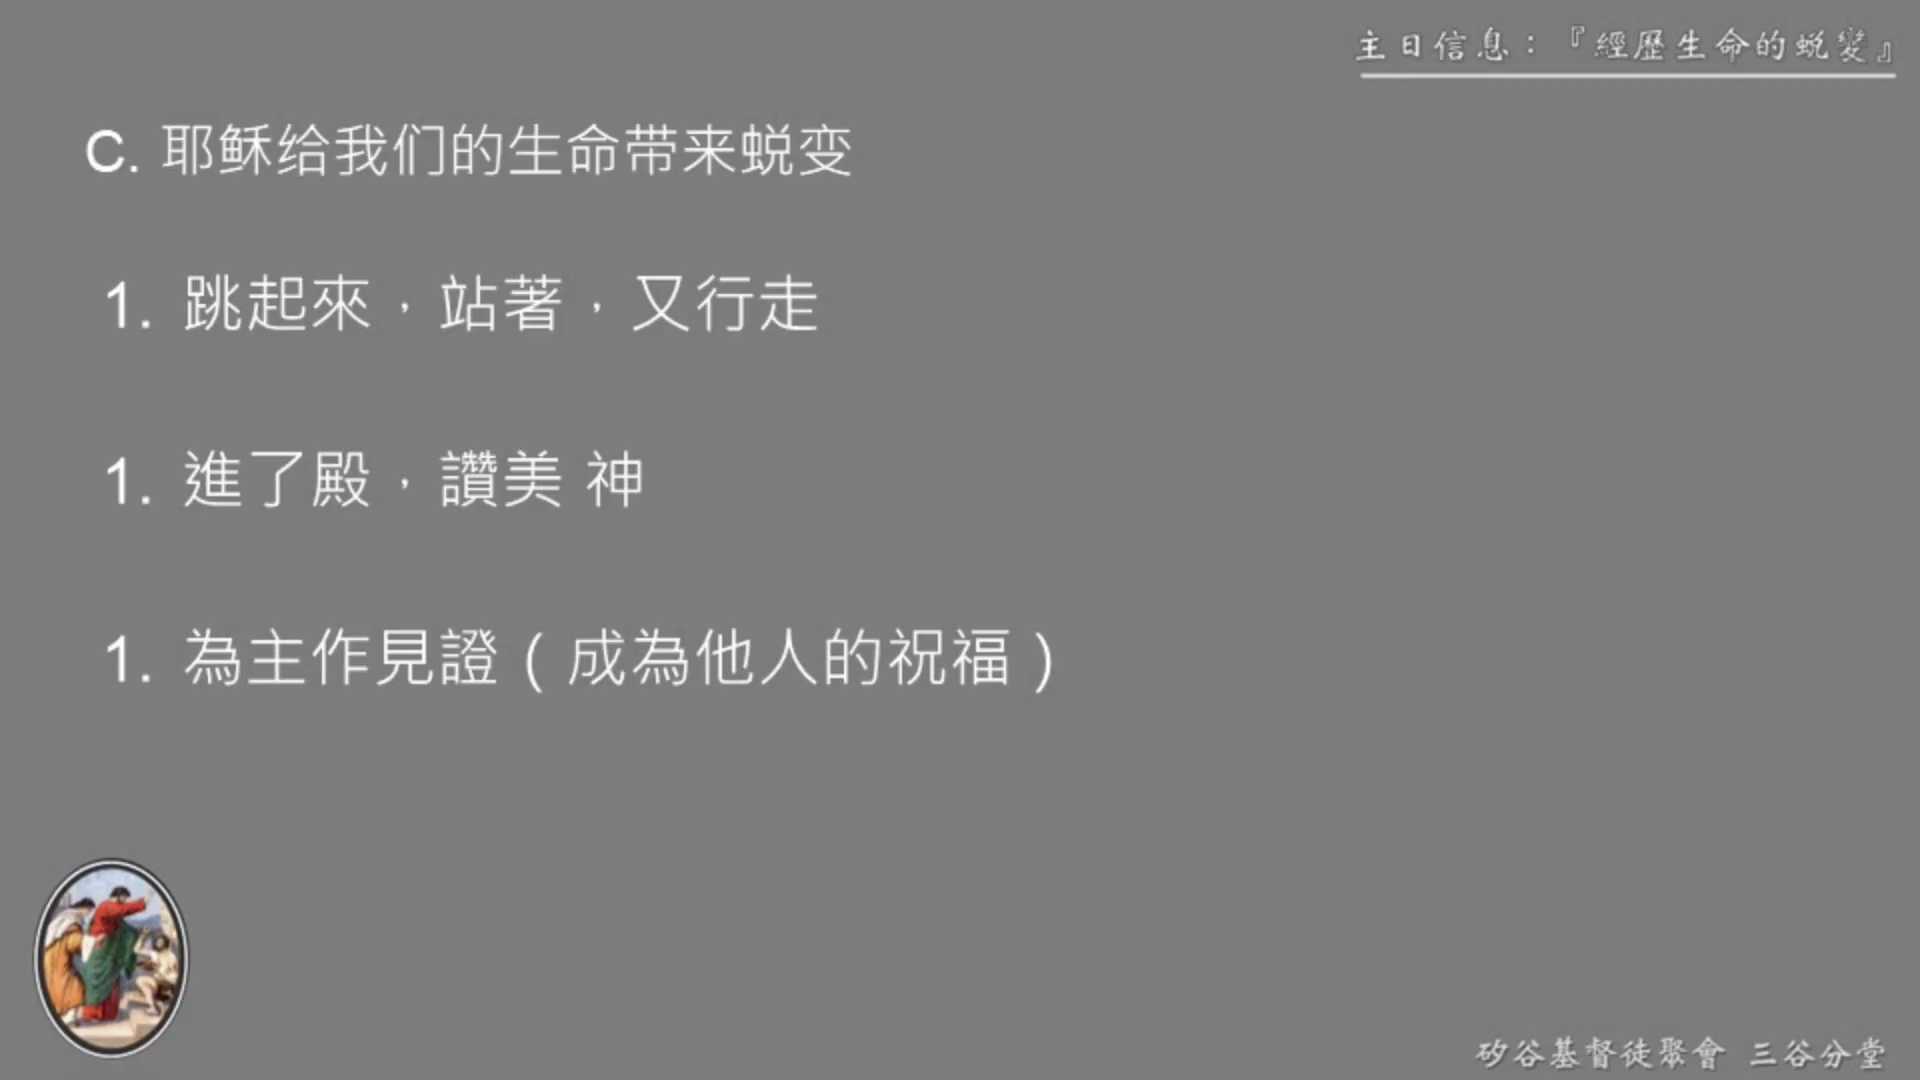 主日信息：『經歷生命的蛻變』
C. 耶稣给我们的生命带来蜕变
1. 跳起來，站著，又行走
1. 進了殿，讚美 神
1. 為主作見證（成為他人的祝福）
矽谷基督徒聚會 三谷分堂